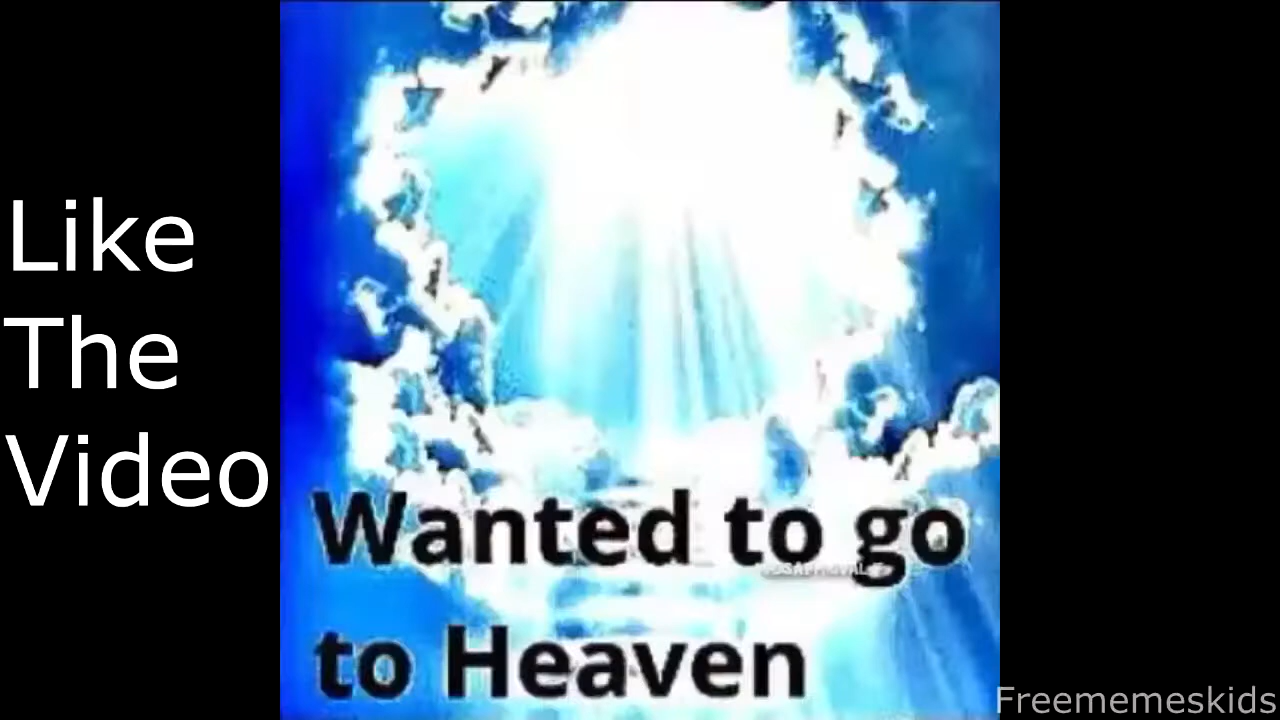 Like
The
Video
Wanted to go
to Heaven
Freememeskids